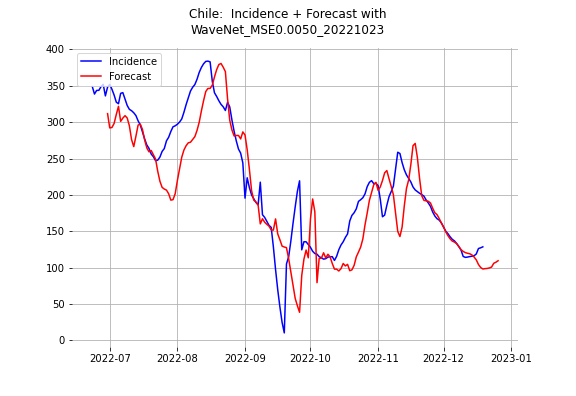 Chile:  Incidence + Forecast with
WaveNet_MSE0.0050_20221023
400
350
300
250
200
150
100
50
0
Incidence
Forecast
2022-07 2022-08 2022-09 2022-10 2022-11 2022-12 2023-01